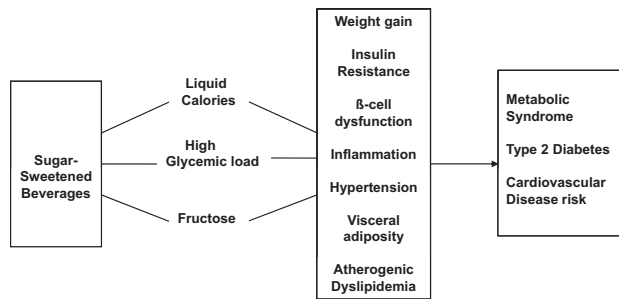 Sugar-
Sweetened
Beverages
Liquid
Calories
High
Glycemic load
Fructose
Weight gain
Insulin
Resistance
ß-cell
dysfunction
Inflammation
Hypertension
Visceral
adiposity
Atherogenic
Dyslipidemia
Metabolic
Syndrome
Type 2 Diabetes
Cardiovascular
Disease risk